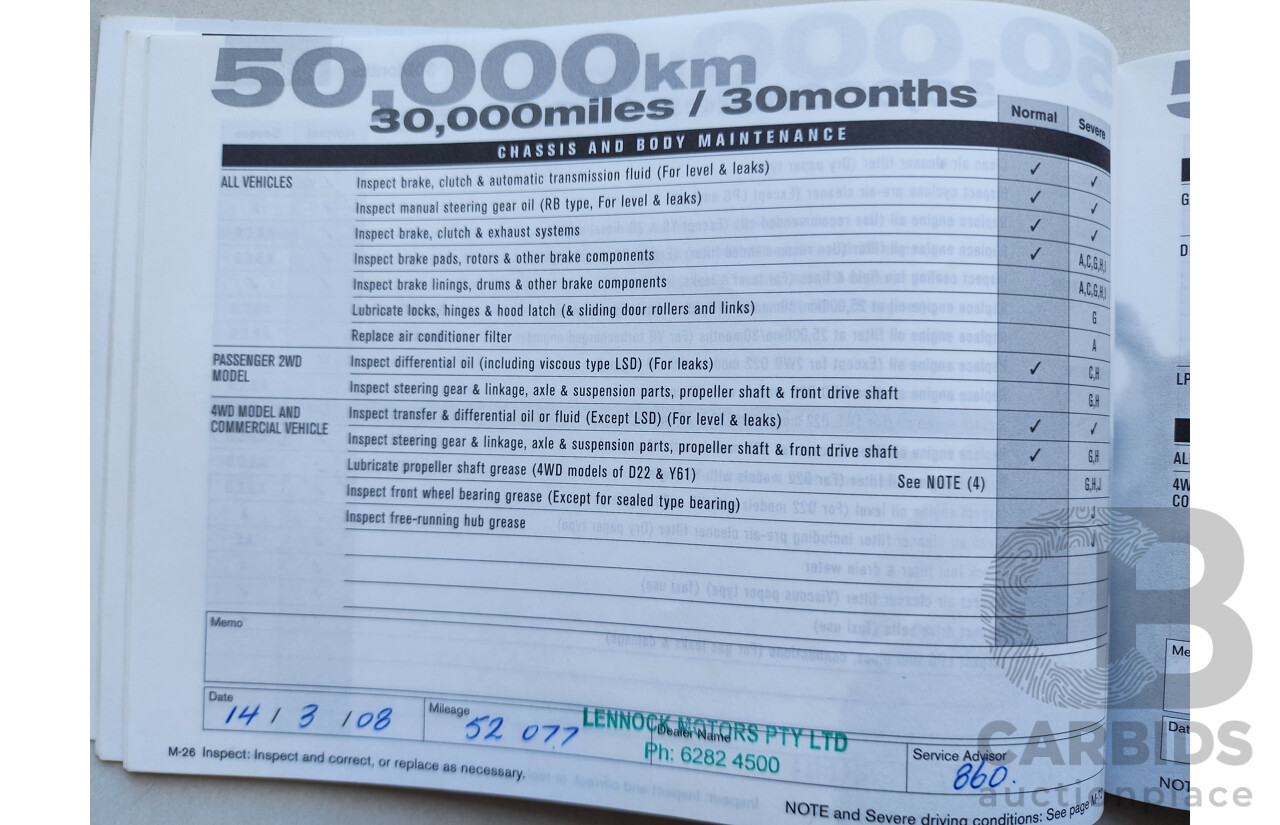 50,000km
30,000miles / 30months
Normal Severe
CHASSIS AND BODY MAINTENANCE
ALL VEHICLES Inspect brake, clutch & automatic transmission fluid (For level & leaks) ✓ ✓
Inspect manual steering gear oil (RB type, For level & leaks) ✓ ✓
Inspect brake, clutch & exhaust systems ✓ ✓
Inspect brake pads, rotors & other brake components ✓ A,C,G,H,I
Inspect brake linings, drums & other brake components A,C,G,H,I
Lubricate locks, hinges & hood latch (& sliding door rollers and links) G
Replace air conditioner filter A
PASSENGER 2WD Inspect differential oil (including viscous type LSD) (For leaks) ✓ C,H
MODEL
Inspect steering gear & linkage, axle & suspension parts, propeller shaft & front drive shaft G,H
4WD MODEL AND Inspect transfer & differential oil or fluid (Except LSD) (For level & leaks) ✓ ✓
COMMERCIAL VEHICLE
Inspect steering gear & linkage, axle & suspension parts, propeller shaft & front drive shaft ✓ G,H
Lubricate propeller shaft grease (4WD models of D22 & Y61) See NOTE (4) G,H,J
Inspect front wheel bearing grease (Except for sealed type bearing) J
Inspect free-running hub grease J
Memo
Date 14 / 3 / 08
Mileage 52 077
LENNOCK MOTORS PTY LTD
Dealer Name
Ph: 6282 4500
Service Advisor
860.
M-26 Inspect: Inspect and correct, or replace as necessary.
NOTE and Severe driving conditions: See page M-
CARBIDS
auctionplace